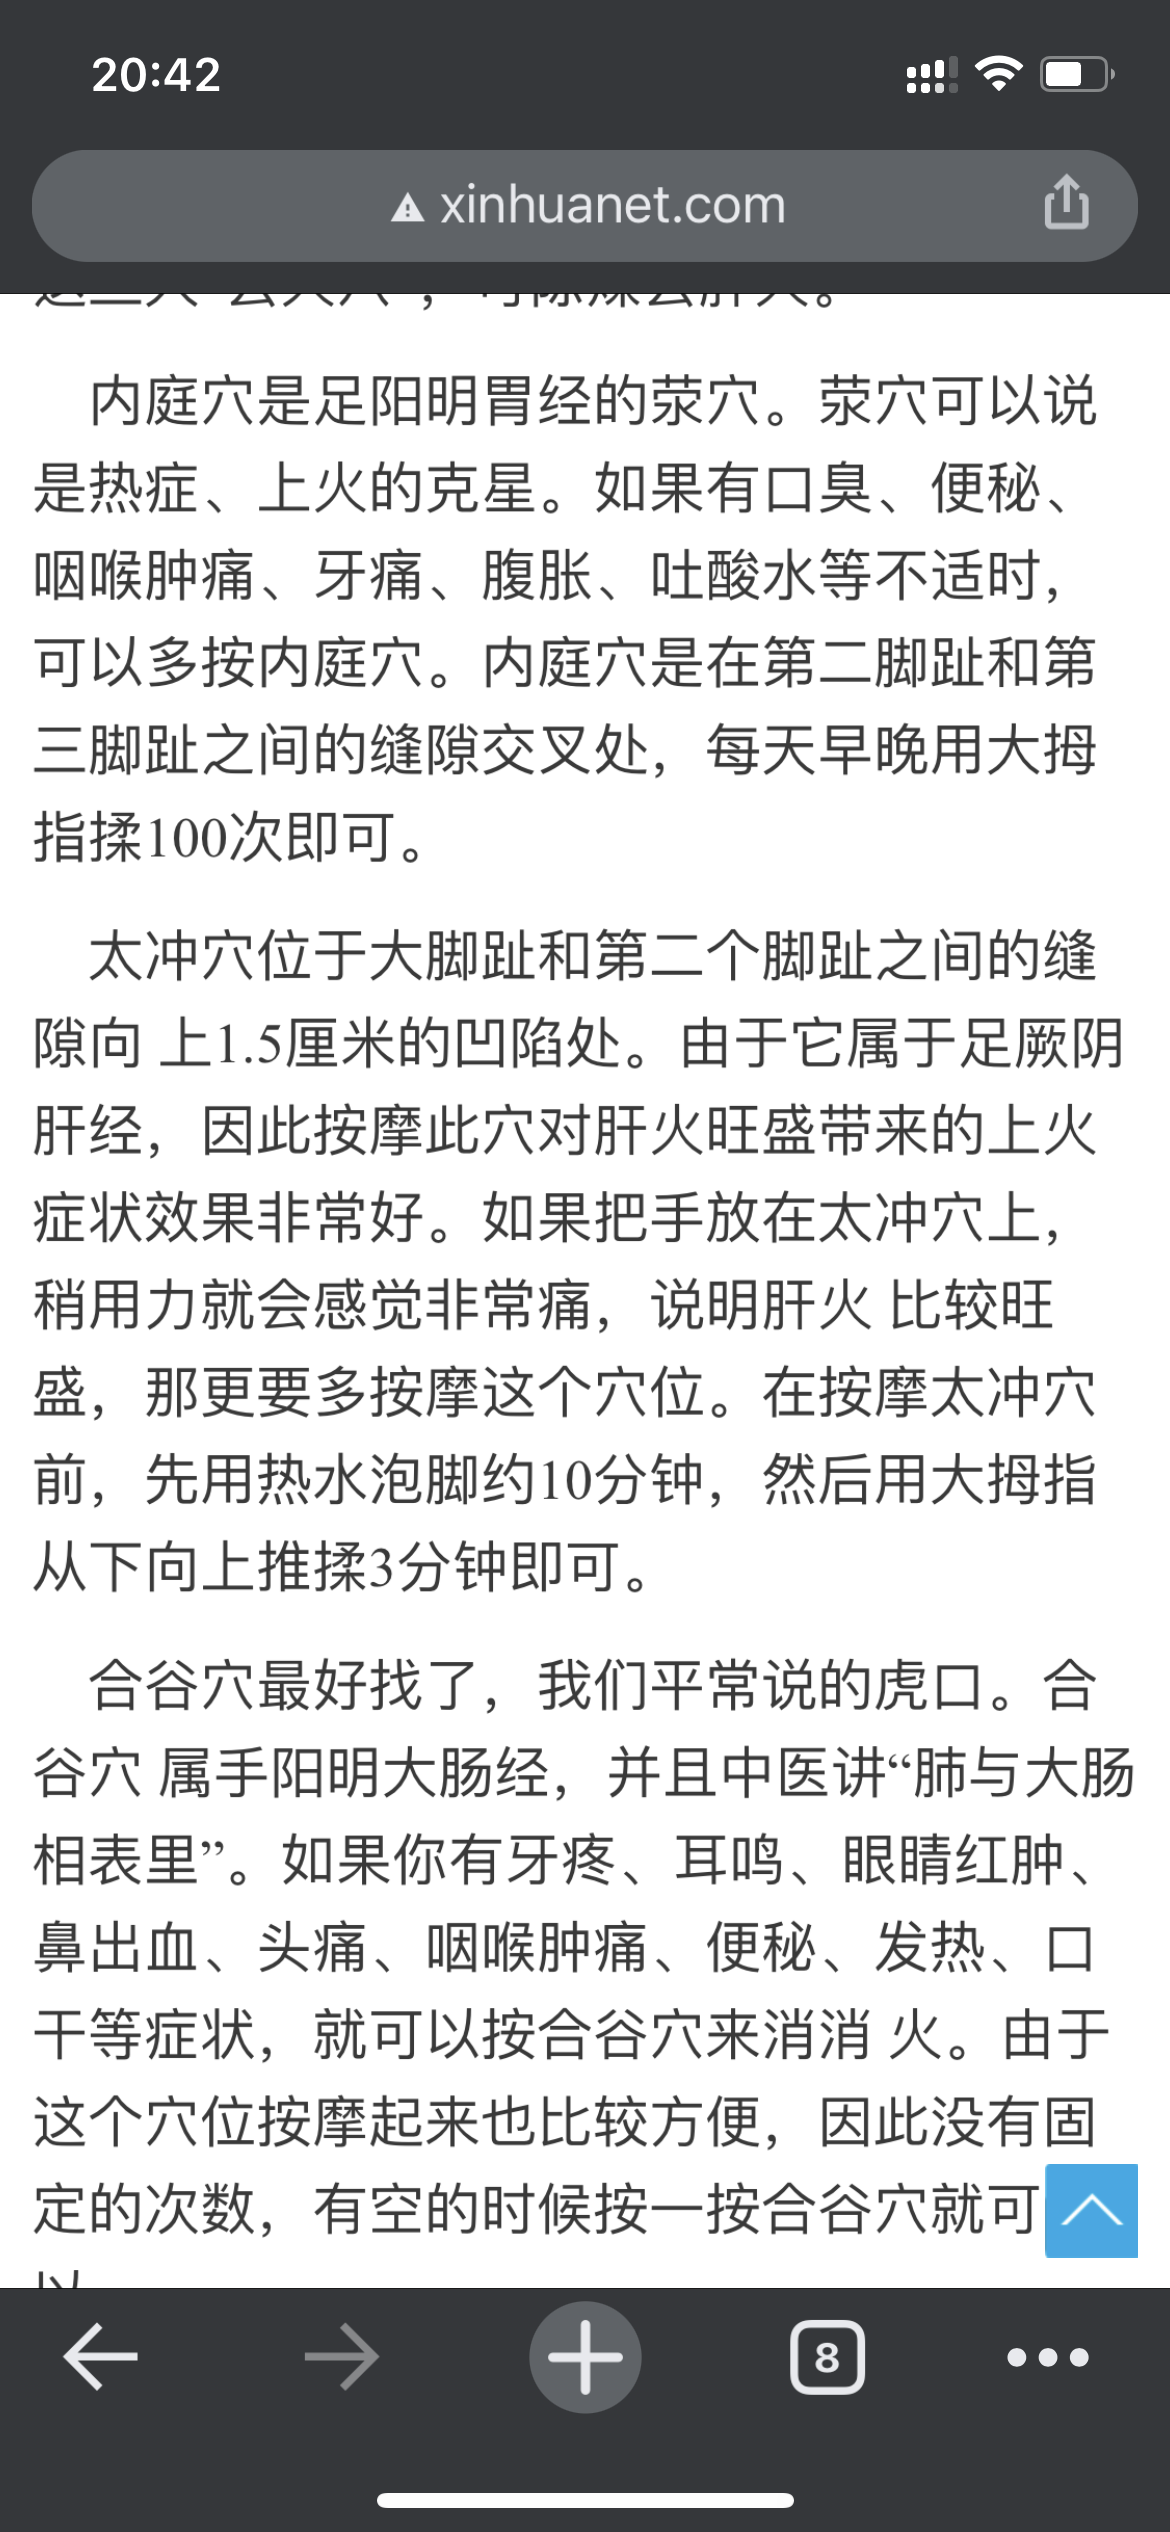 20:42
xinhuanet.com
内庭穴是足阳明胃经的荥穴。荥穴可以说
是热症、上火的克星。如果有口臭、便秘、
咽喉肿痛、牙痛、腹胀、吐酸水等不适时，
可以多按内庭穴。内庭穴是在第二脚趾和第
三脚趾之间的缝隙交叉处，每天早晚用大拇
指揉100次即可。
太冲穴位于大脚趾和第二个脚趾之间的缝
隙向 上1.5厘米的凹陷处。由于它属于足厥阴
肝经，因此按摩此穴对肝火旺盛带来的上火
症状效果非常好。如果把手放在太冲穴上，
稍用力就会感觉非常痛，说明肝火 比较旺
盛，那更要多按摩这个穴位。在按摩太冲穴
前，先用热水泡脚约10分钟，然后用大拇指
从下向上推揉3分钟即可。
合谷穴最好找了，我们平常说的虎口。合
谷穴 属手阳明大肠经，并且中医讲“肺与大肠
相表里”。如果你有牙疼、耳鸣、眼睛红肿、
鼻出血、头痛、咽喉肿痛、便秘、发热、口
干等症状，就可以按合谷穴来消消 火。由于
这个穴位按摩起来也比较方便，因此没有固
定的次数，有空的时候按一按合谷穴就可
8